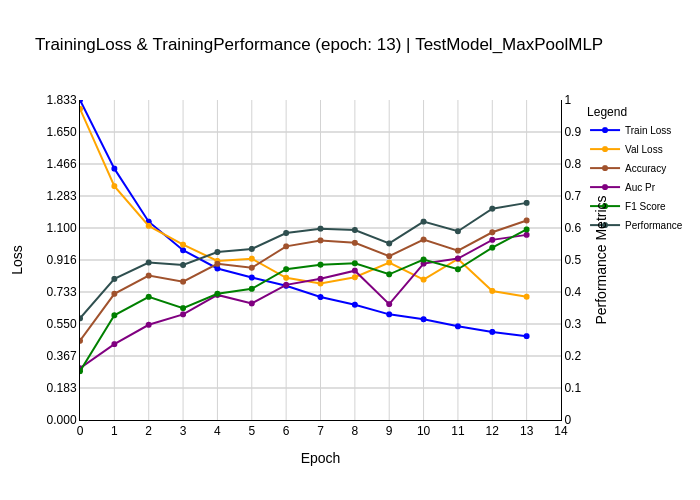 TrainingLoss & TrainingPerformance (epoch: 13) | TestModel_MaxPoolMLP
1.833
1.650
1.466
1.283
1.100
0.916
0.733
0.550
0.367
0.183
0.000
Loss
0 1 2 3 4 5 6 7 8 9 10 11 12 13 14
Epoch
1
0.9
0.8
0.7
0.6
0.5
0.4
0.3
0.2
0.1
0
Performance Metrics
Legend
Train Loss
Val Loss
Accuracy
Auc Pr
F1 Score
Performance